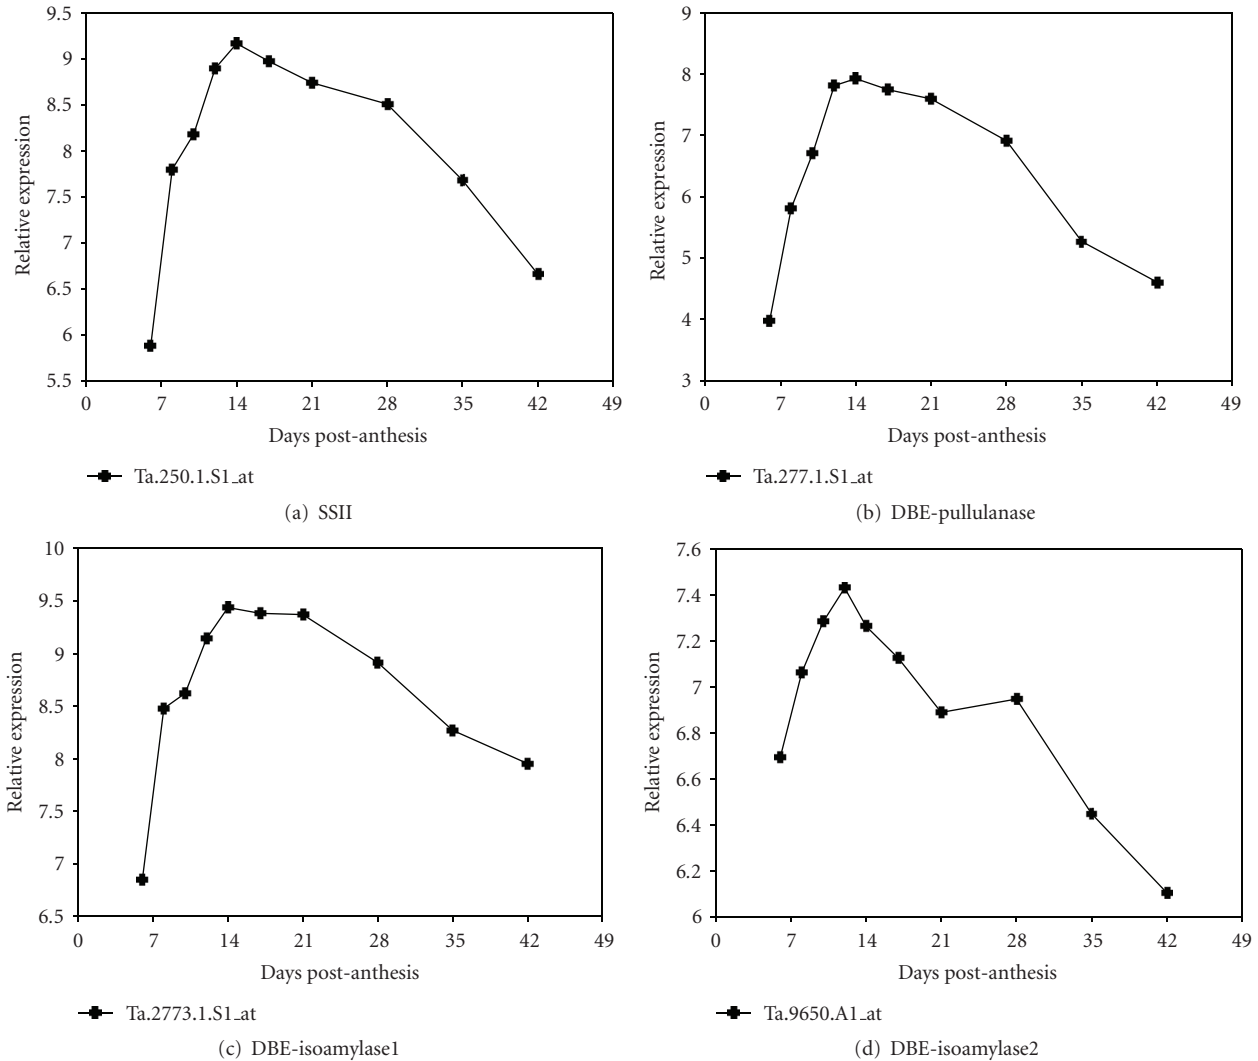 9.5
9
8.5
8
7.5
7
6.5
6
5.5
Relative expression
0 7 14 21 28 35 42 49
Days post-anthesis
Ta.250.1.S1_at
(a) SSII
9
8
7
6
5
4
3
Relative expression
0 7 14 21 28 35 42 49
Days post-anthesis
Ta.277.1.S1_at
(b) DBE-pullulanase
10
9.5
9
8.5
8
7.5
7
6.5
Relative expression
0 7 14 21 28 35 42 49
Days post-anthesis
Ta.2773.1.S1_at
(c) DBE-isoamylase1
7.6
7.4
7.2
7
6.8
6.6
6.4
6.2
6
Relative expression
0 7 14 21 28 35 42 49
Days post-anthesis
Ta.9650.A1_at
(d) DBE-isoamylase2